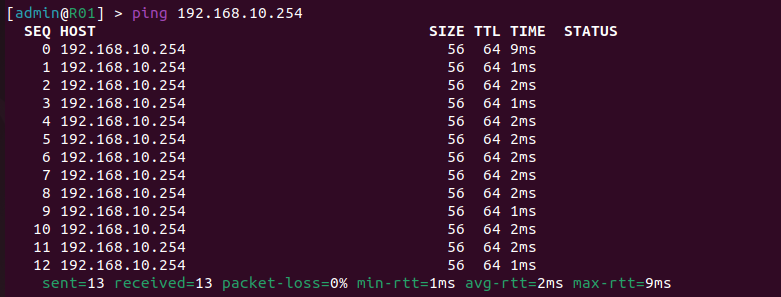 [admin@R01] > ping 192.168.10.254
SEQ HOST SIZE TTL TIME STATUS
0 192.168.10.254 56 64 9ms
1 192.168.10.254 56 64 1ms
2 192.168.10.254 56 64 2ms
3 192.168.10.254 56 64 1ms
4 192.168.10.254 56 64 2ms
5 192.168.10.254 56 64 2ms
6 192.168.10.254 56 64 2ms
7 192.168.10.254 56 64 2ms
8 192.168.10.254 56 64 2ms
9 192.168.10.254 56 64 1ms
10 192.168.10.254 56 64 2ms
11 192.168.10.254 56 64 2ms
12 192.168.10.254 56 64 1ms
sent=13 received=13 packet-loss=0% min-rtt=1ms avg-rtt=2ms max-rtt=9ms